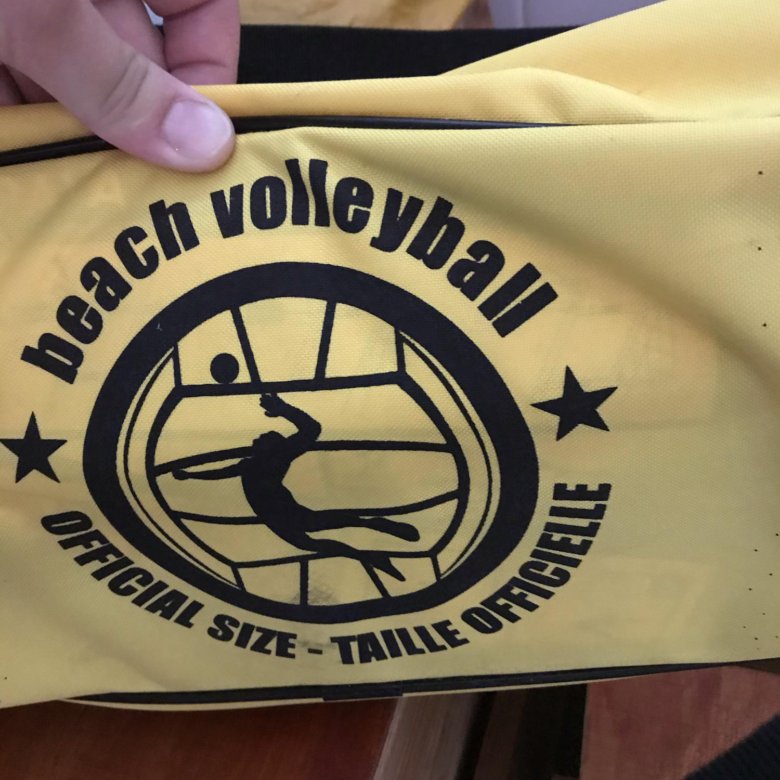 beach volleyball
OFFICIAL SIZE - TAILLE OFFICIELLE